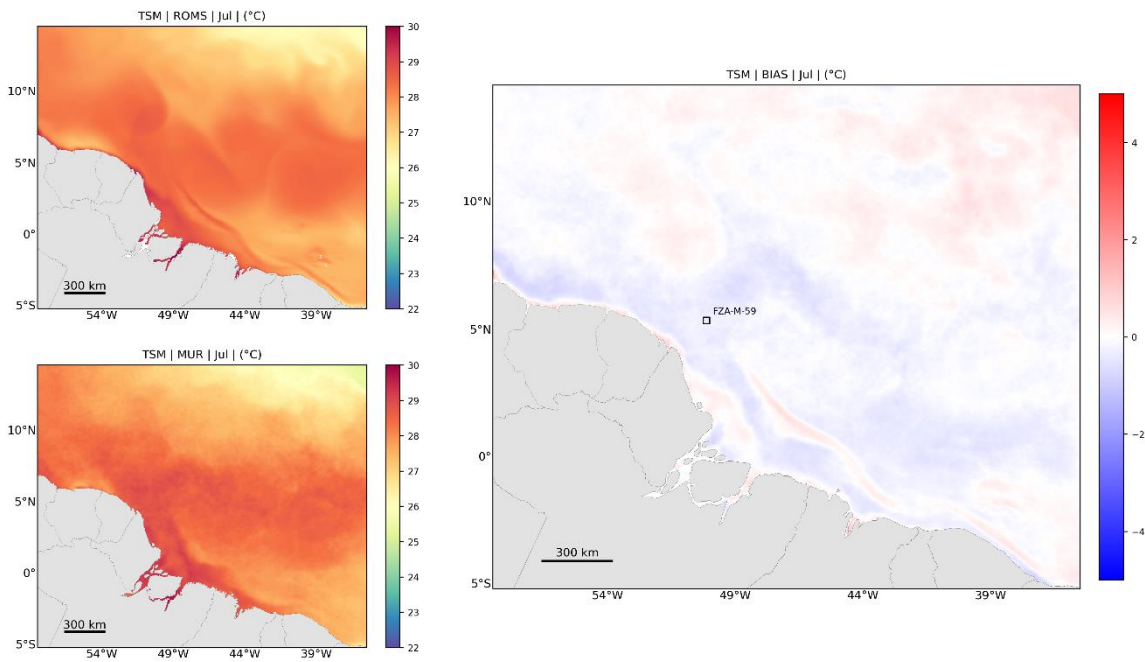 TSM | ROMS | Jul | (°C)
10°N
5°N
0°
5°S
300 km
54°W 49°W 44°W 39°W
30
29
28
27
26
25
24
23
22
TSM | MUR | Jul | (°C)
10°N
5°N
0°
5°S
300 km
54°W 49°W 44°W 39°W
30
29
28
27
26
25
24
23
22
TSM | BIAS | Jul | (°C)
10°N
5°N
0°
5°S
FZA-M-59
300 km
54°W 49°W 44°W 39°W
4
2
0
−2
−4